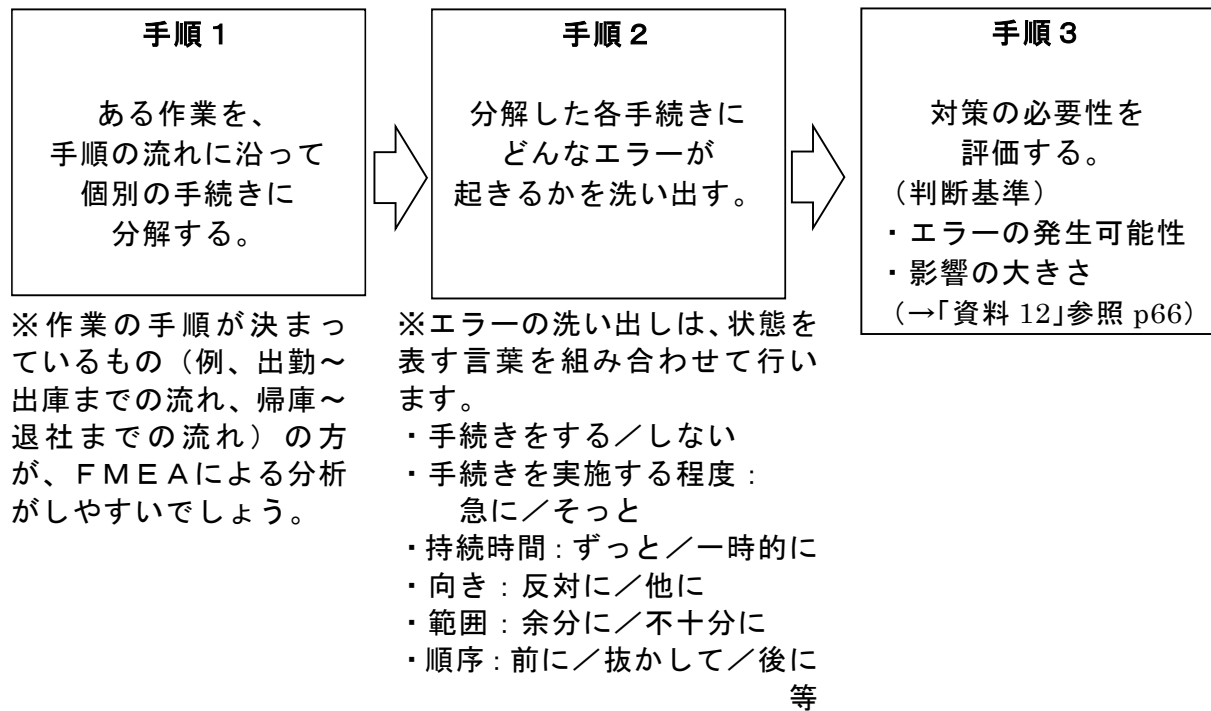 手順１
ある作業を、
手順の流れに沿って
個別の手続きに
分解する。
※作業の手順が決まっ
ているもの（例、出勤～
出庫までの流れ、帰庫～
退社までの流れ）の方
が、ＦＭＥＡによる分析
がしやすいでしょう。
手順２
分解した各手続きに
どんなエラーが
起きるかを洗い出す。
※エラーの洗い出しは、状態を
表す言葉を組み合わせて行い
ます。
・手続きをする／しない
・手続きを実施する程度：
急に／そっと
・持続時間：ずっと／一時的に
・向き：反対に／他に
・範囲：余分に／不十分に
・順序：前に／抜かして／後に
等
手順３
対策の必要性を
評価する。
（判断基準）
・エラーの発生可能性
・影響の大きさ
（→「資料 12」参照 p66）